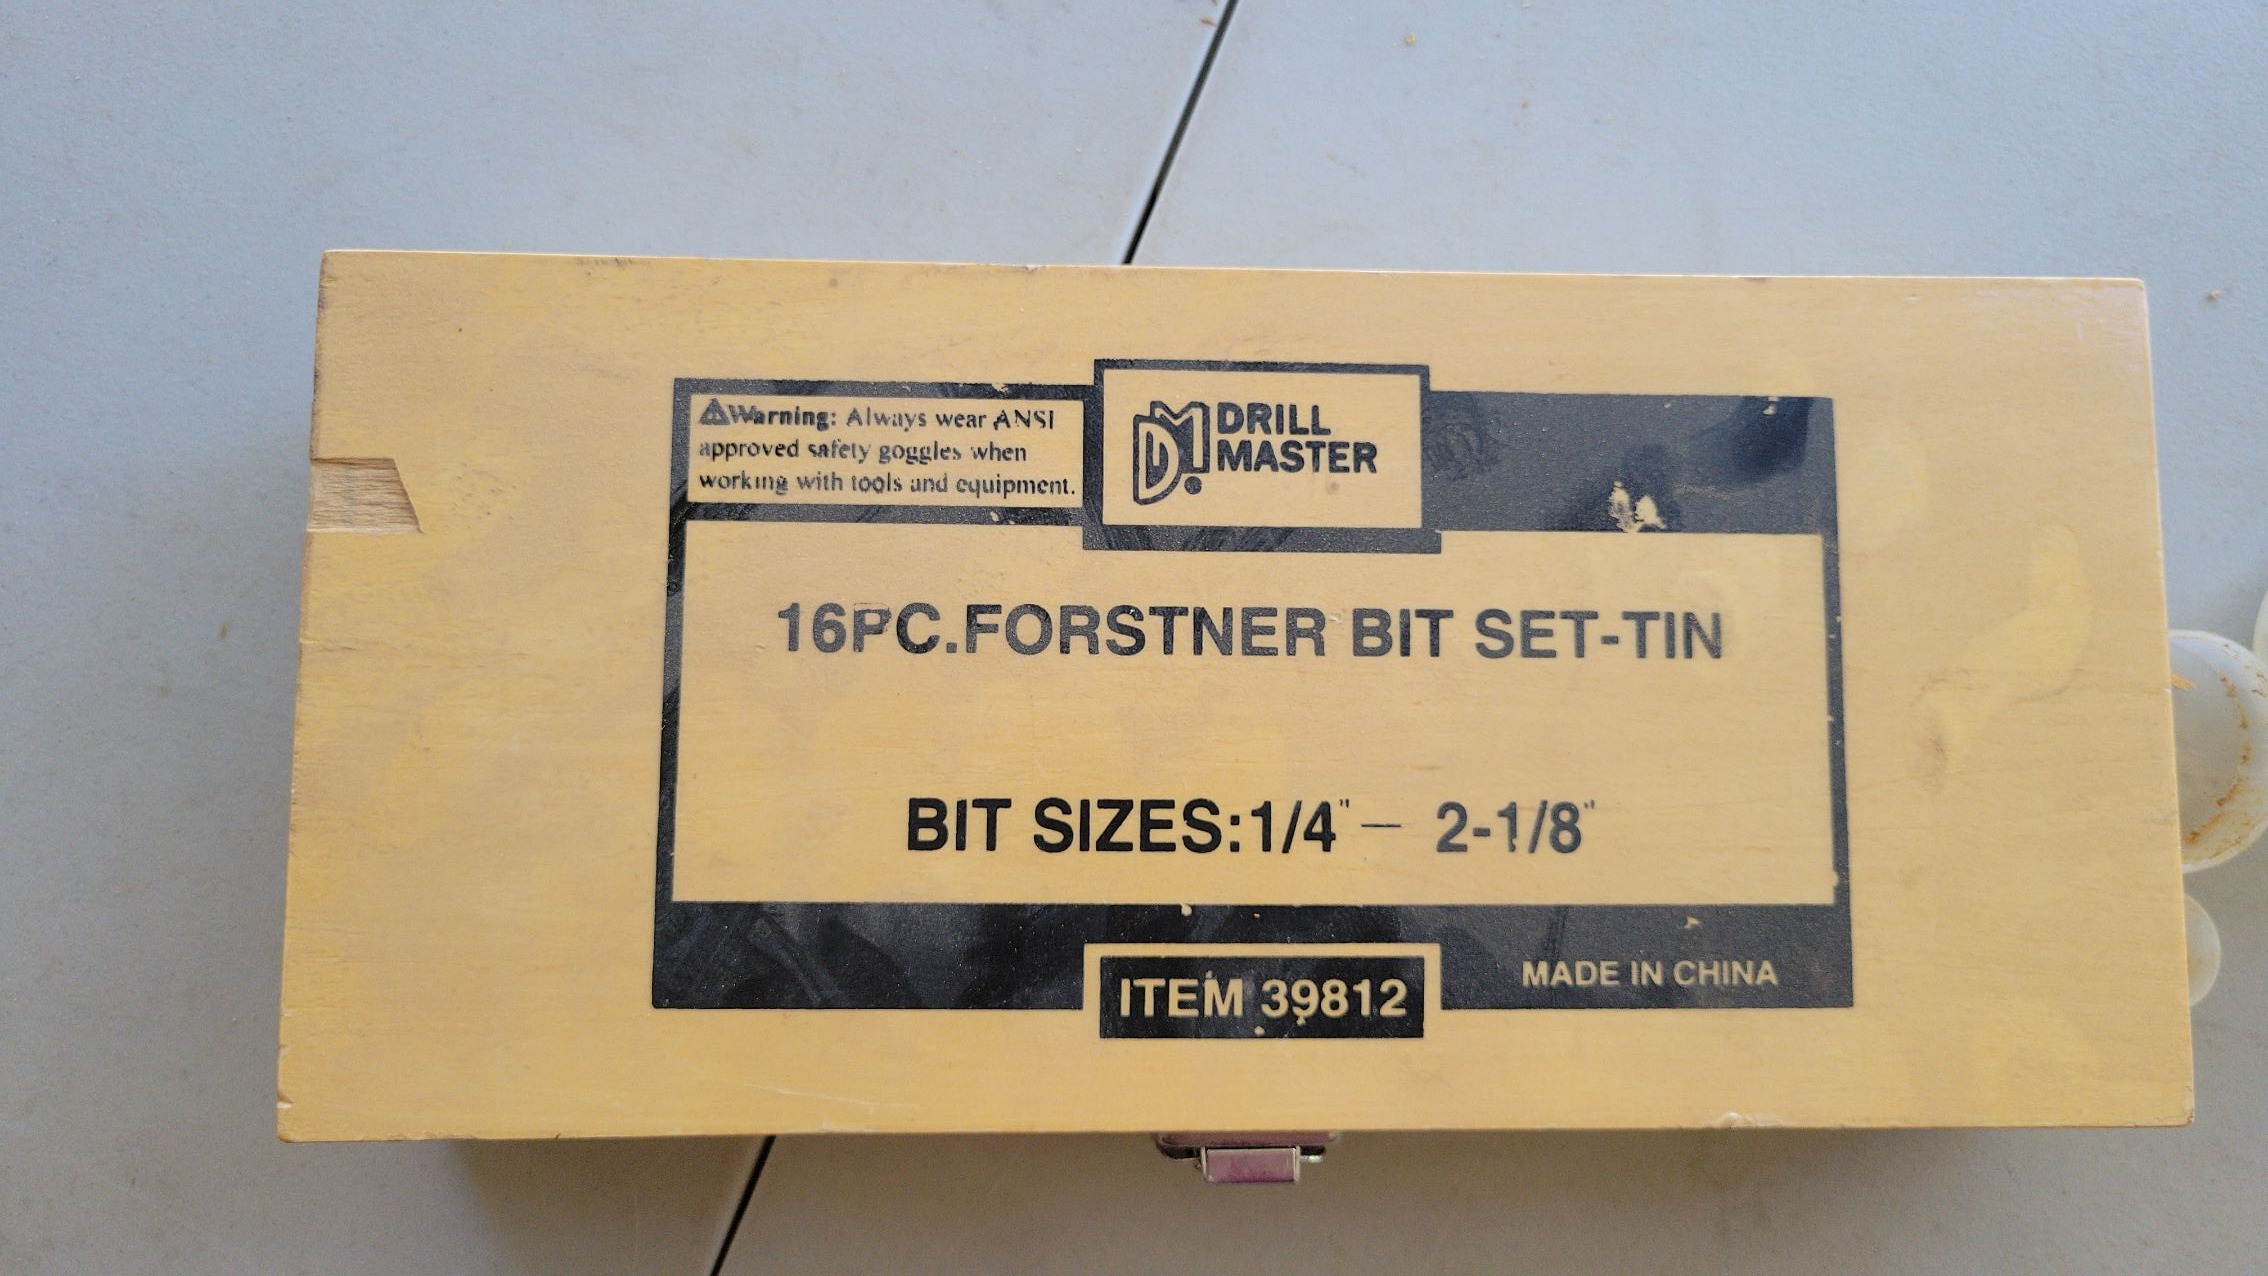 ⚠Warning: Always wear ANSI
approved safety goggles when
working with tools and equipment.
DM DRILL
MASTER
16PC.FORSTNER BIT SET-TIN
BIT SIZES:1/4"— 2-1/8"
ITEM 39812
MADE IN CHINA